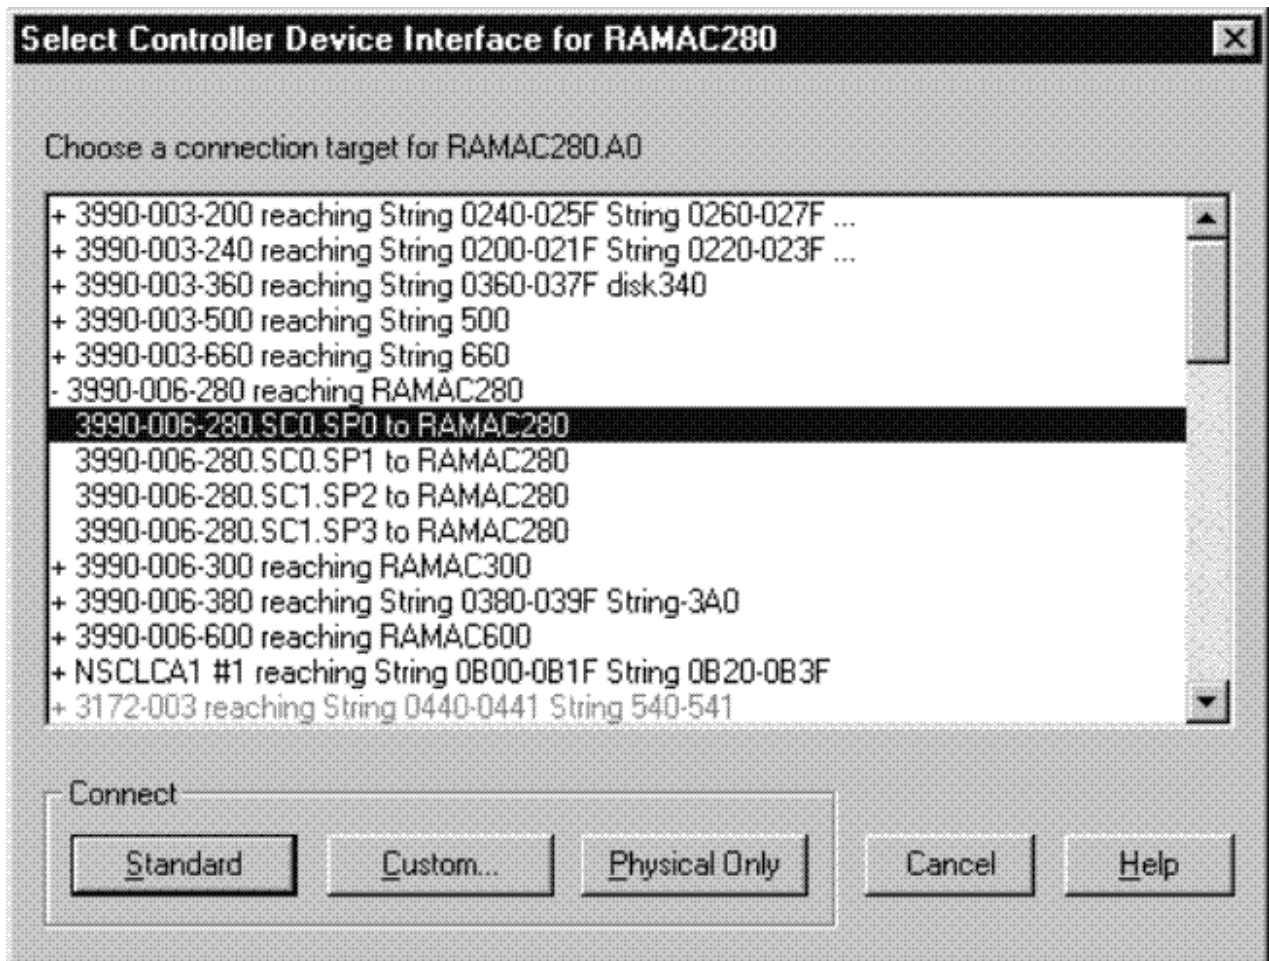 Select Controller Device Interface for RAMAC280
Choose a connection target for RAMAC280.A0
+ 3990-003-200 reaching String 0240-025F String 0260-027F ...
+ 3990-003-240 reaching String 0200-021F String 0220-023F ...
+ 3990-003-360 reaching String 0360-037F disk340
+ 3990-003-500 reaching String 500
+ 3990-003-660 reaching String 660
- 3990-006-280 reaching RAMAC280
3990-006-280.SC0.SP0 to RAMAC280
3990-006-280.SC0.SP1 to RAMAC280
3990-006-280.SC1.SP2 to RAMAC280
3990-006-280.SC1.SP3 to RAMAC280
+ 3990-006-300 reaching RAMAC300
+ 3990-006-380 reaching String 0380-039F String-3A0
+ 3990-006-600 reaching RAMAC600
+ NSCLCA1 #1 reaching String 0B00-0B1F String 0B20-0B3F
+ 3172-003 reaching String 0440-0441 String 540-541
Connect
Standard Custom... Physical Only Cancel Help